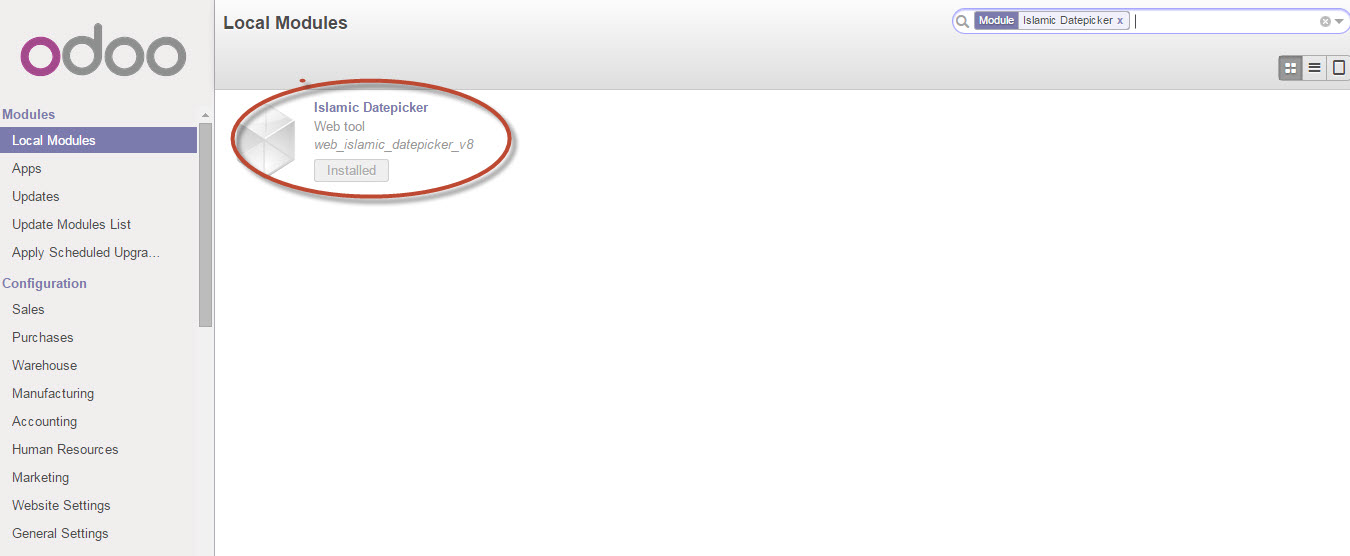 odoo
Modules
Local Modules
Apps
Updates
Update Modules List
Apply Scheduled Upgra...
Configuration
Sales
Purchases
Warehouse
Manufacturing
Accounting
Human Resources
Marketing
Website Settings
General Settings
Local Modules
Module Islamic Datepicker x
Islamic Datepicker
Web tool
web_islamic_datepicker_v8
Installed